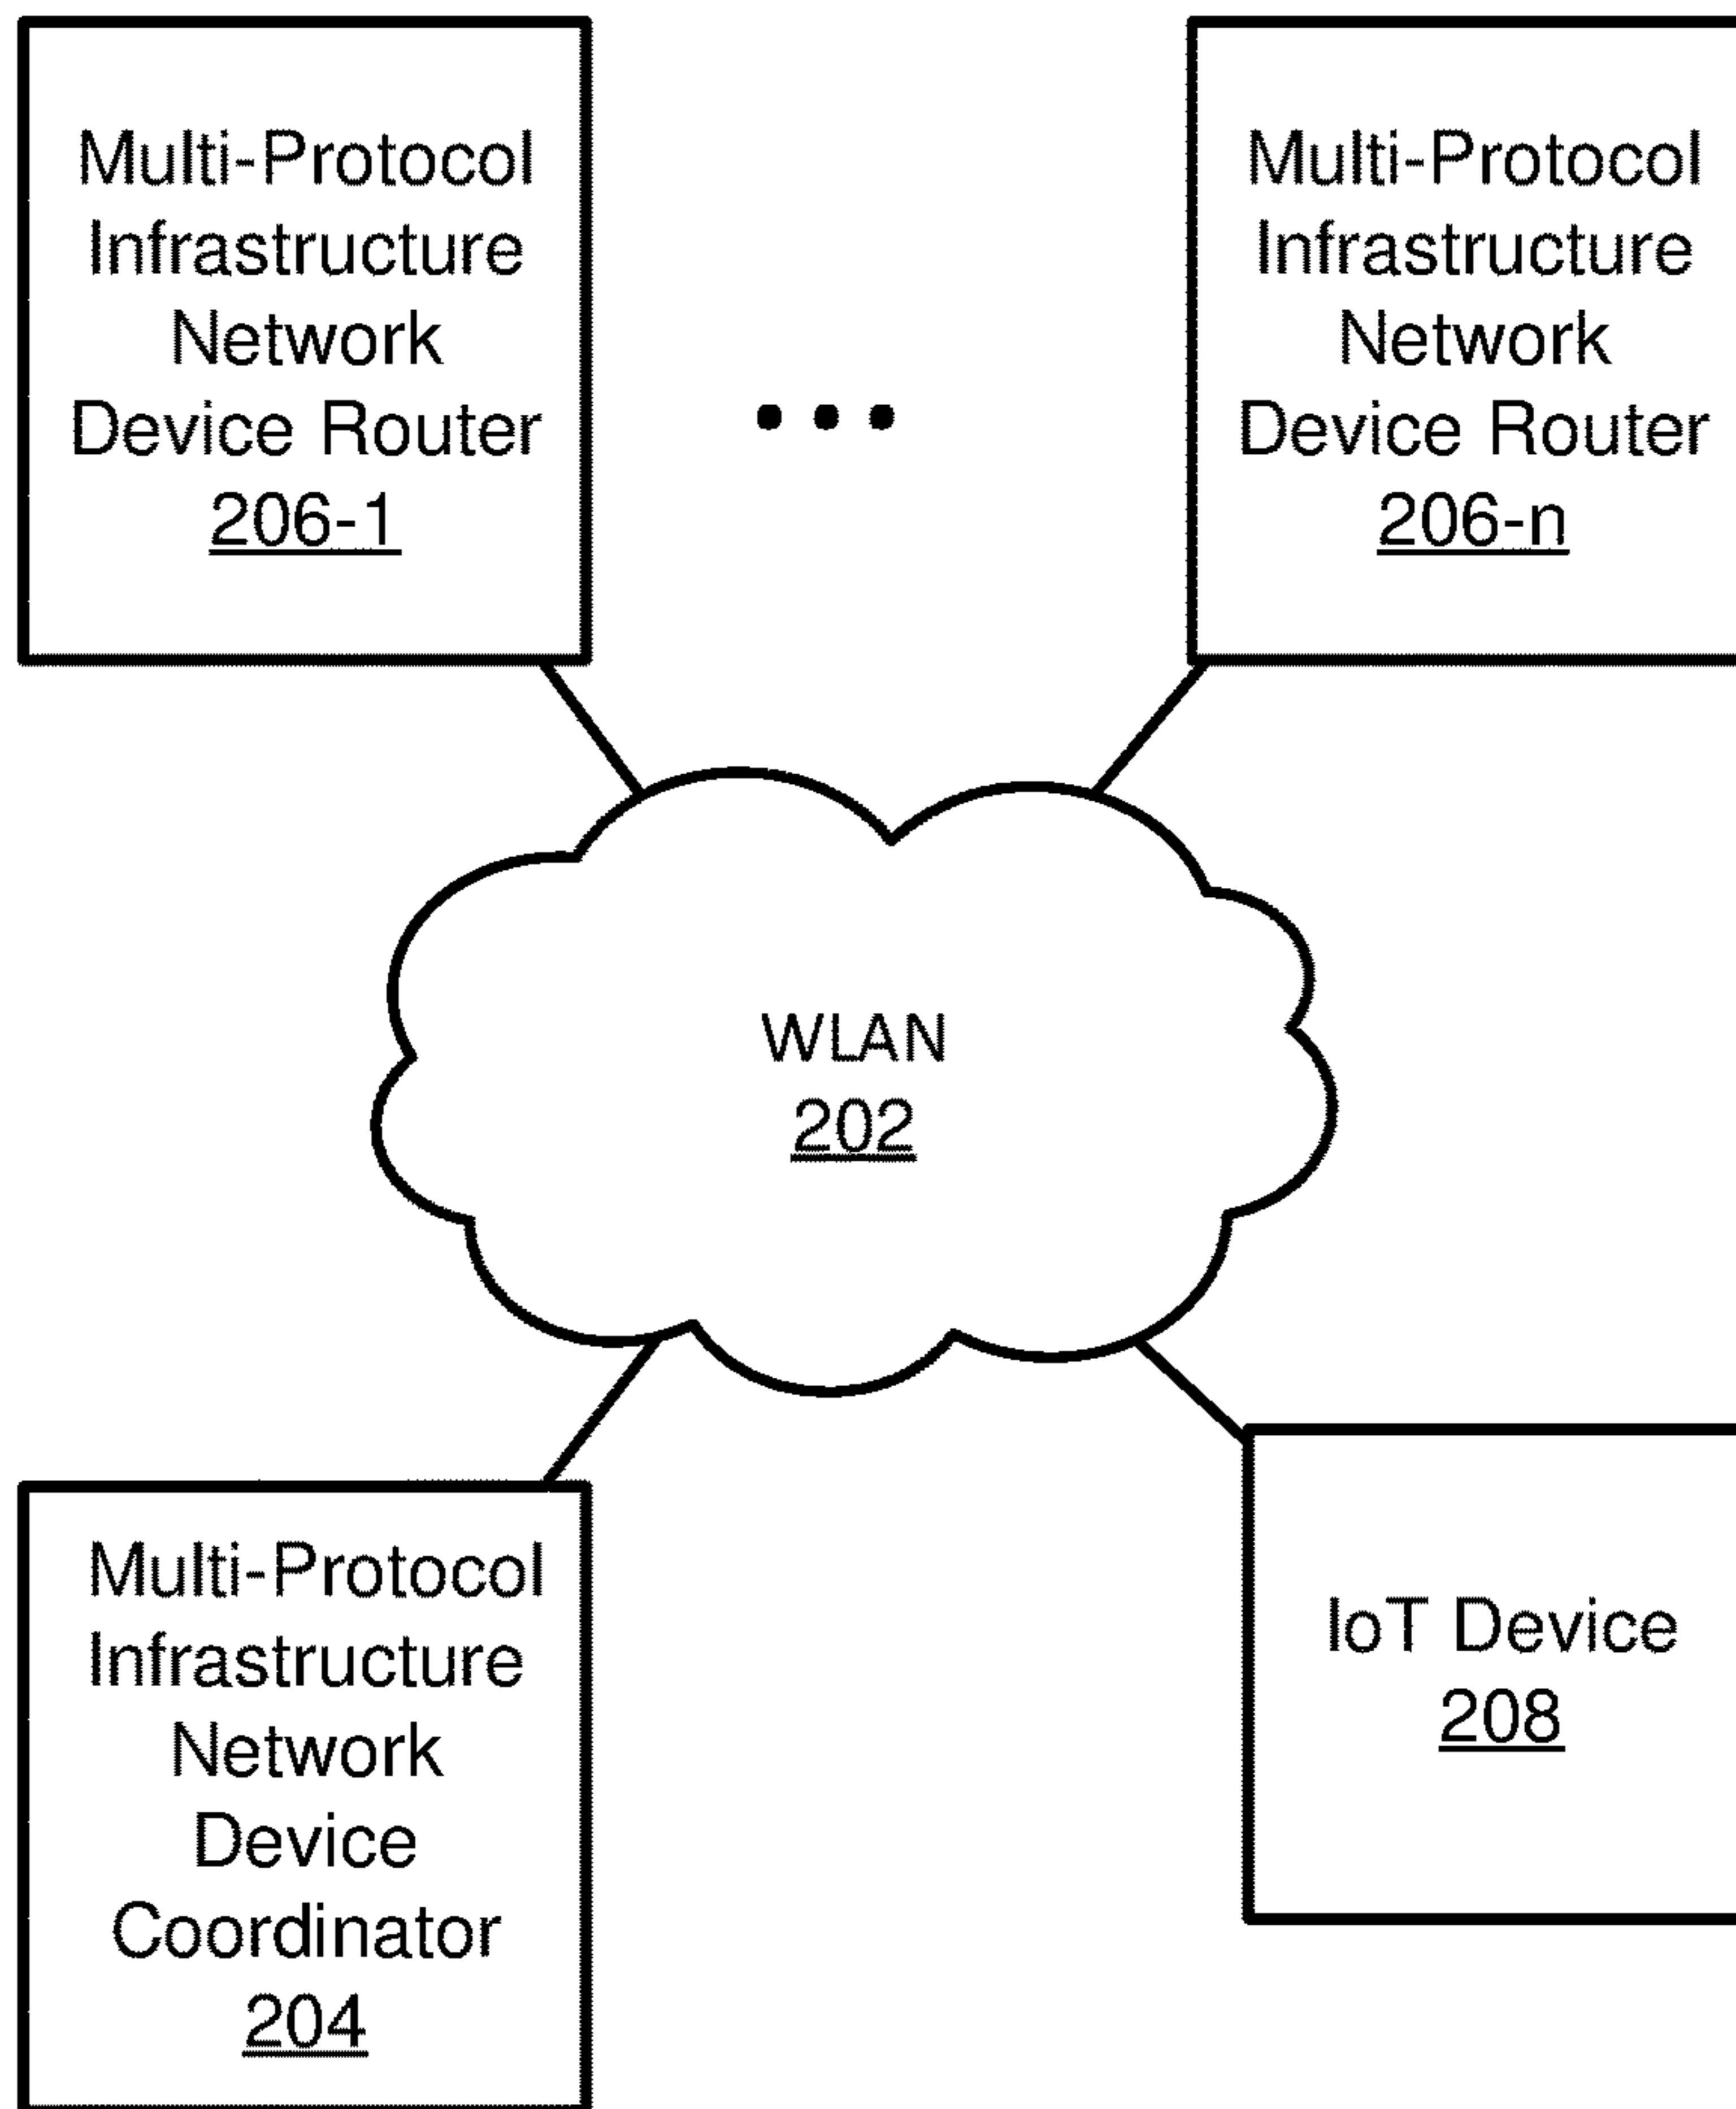 Multi-Protocol
Infrastructure
Network
Device Router
206-1
...
Multi-Protocol
Infrastructure
Network
Device Router
206-n
WLAN
202
Multi-Protocol
Infrastructure
Network
Device
Coordinator
204
IoT Device
208